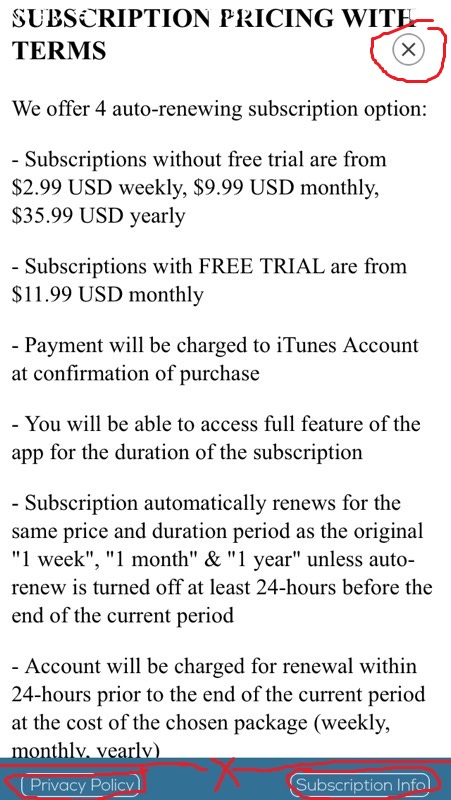 SUBSCRIPTION PRICING WITH
TERMS
We offer 4 auto-renewing subscription option:
- Subscriptions without free trial are from
$2.99 USD weekly, $9.99 USD monthly,
$35.99 USD yearly
- Subscriptions with FREE TRIAL are from
$11.99 USD monthly
- Payment will be charged to iTunes Account
at confirmation of purchase
- You will be able to access full feature of the
app for the duration of the subscription
- Subscription automatically renews for the
same price and duration period as the original
"1 week", "1 month" & "1 year" unless auto-
renew is turned off at least 24-hours before the
end of the current period
- Account will be charged for renewal within
24-hours prior to the end of the current period
at the cost of the chosen package (weekly,
monthly, yearly)
Privacy Policy
Subscription Info